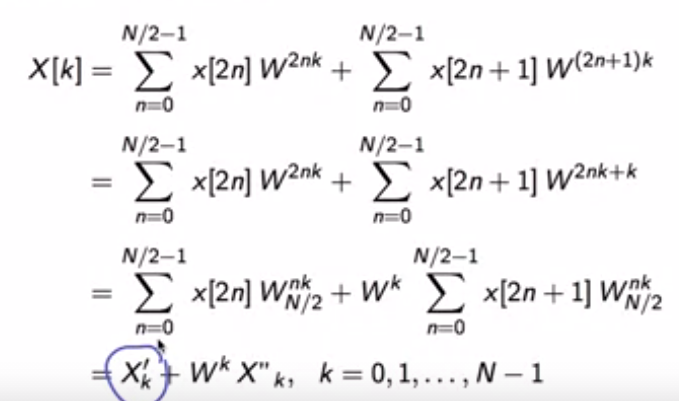 N/2−1 N/2−1
X[k] = ∑ x[2n] W^{2nk} + ∑ x[2n + 1] W^{(2n+1)k}
n=0 n=0
N/2−1 N/2−1
= ∑ x[2n] W^{2nk} + ∑ x[2n + 1] W^{2nk+k}
n=0 n=0
N/2−1 N/2−1
= ∑ x[2n] W_{N/2}^{nk} + W^k ∑ x[2n + 1] W_{N/2}^{nk}
n=0 n=0
= X′_k + W^k X"_k, k = 0, 1, . . . , N − 1